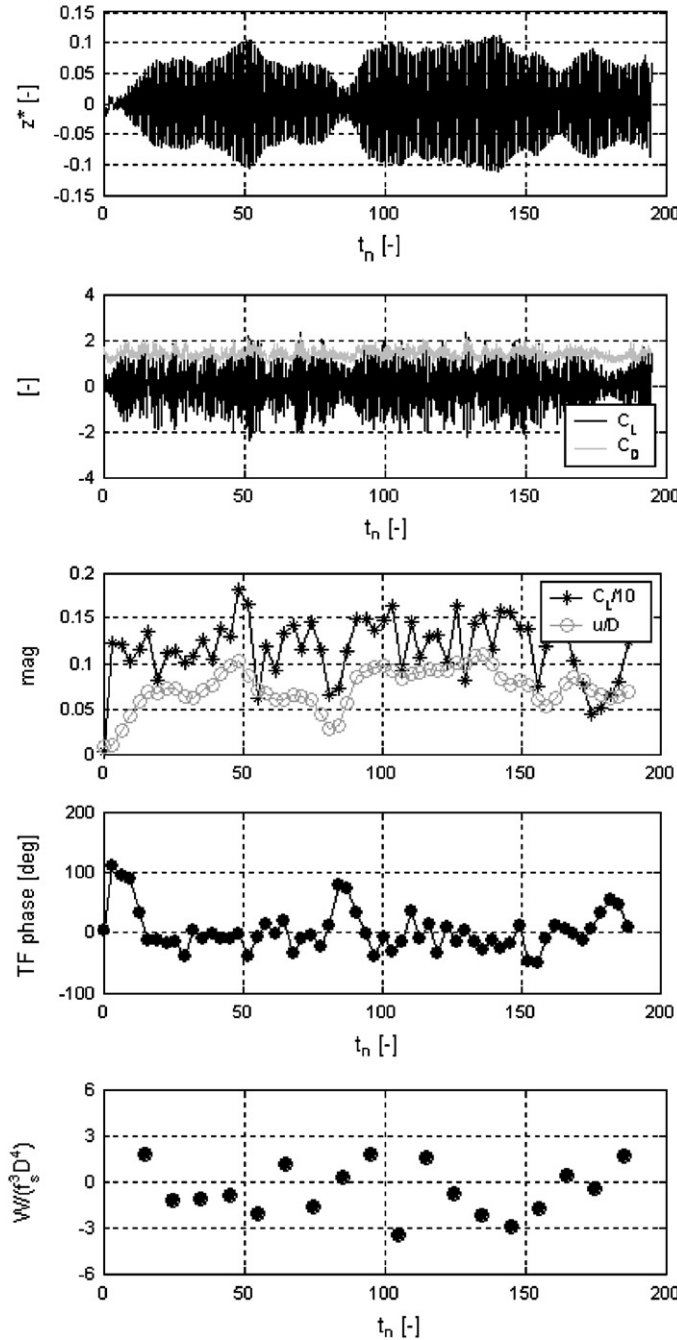 0.15
0.1
0.05
0
-0.05
-0.1
-0.15
z* [-]
0 50 100 150 200
t_n [-]
4
2
0
-2
-4
[-]
C_L
C_D
0 50 100 150 200
t_n [-]
0.2
0.15
0.1
0.05
0
mag
C_L/10
u/D
0 50 100 150 200
200
100
0
-100
TF phase [deg]
0 50 100 150 200
t_n [-]
6
3
0
-3
-6
W/(f_s^3D^4)
0 50 100 150 200
t_n [-]